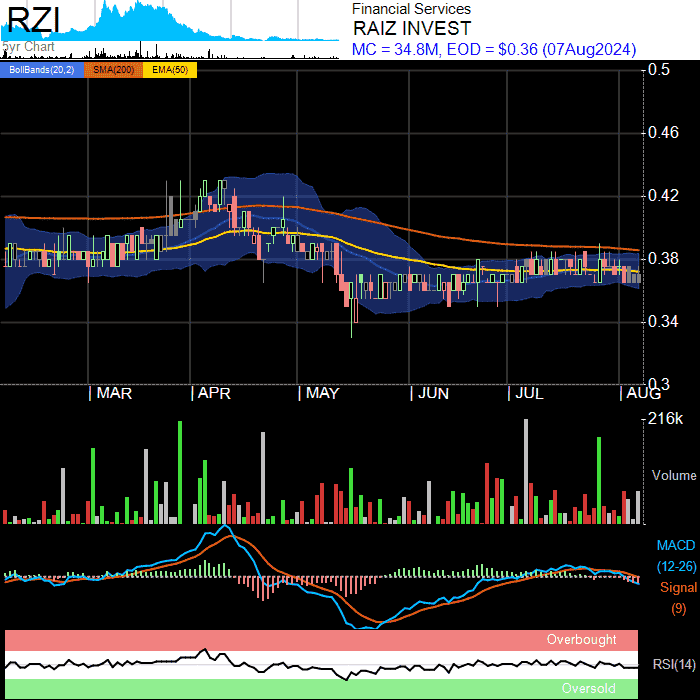 RZI
5yr Chart
Financial Services
RAIZ INVEST
MC = 34.8M, EOD = $0.36 (07Aug2024)
BollBands(20,2) SMA(200) EMA(50)
0.5
0.46
0.42
0.38
0.34
0.3
| MAR | APR | MAY | JUN | JUL | AUG
216k
Volume
MACD
(12-26)
Signal
(9)
Overbought
RSI(14)
Oversold